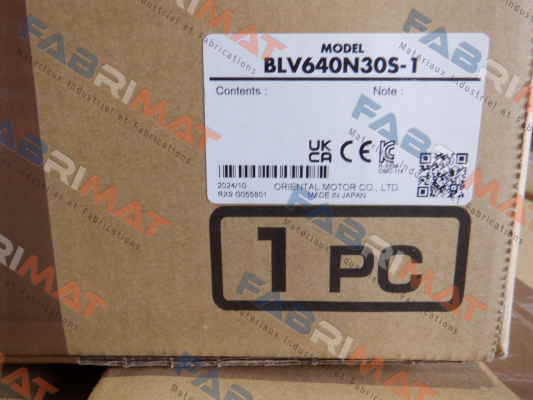 MODEL
BLV640N30S-1
Contents :
Note :
UK
CA
CE
2024/10
RX9 G055801
ORIENTAL MOTOR CO., LTD
MADE IN JAPAN
1 PC
FABRIMAT
Matériaux Industriel et Fabrications